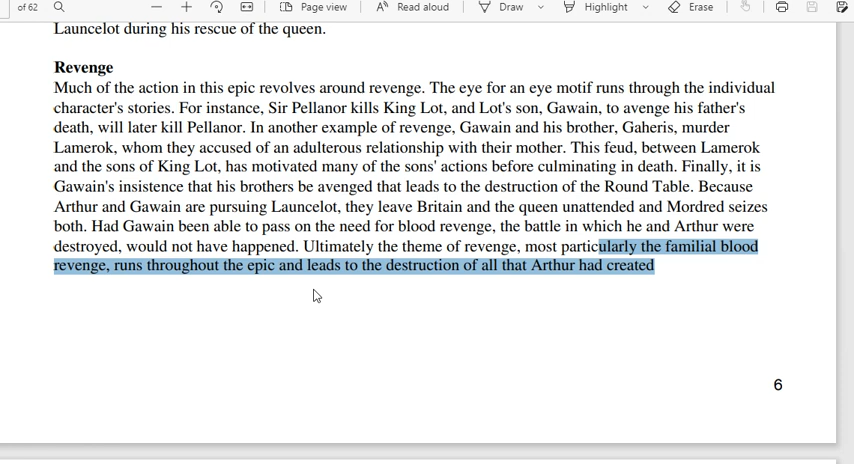 of 62 Page view A Read aloud Draw Highlight Erase
Launcelot during his rescue of the queen.
Revenge
Much of the action in this epic revolves around revenge. The eye for an eye motif runs through the individual
character's stories. For instance, Sir Pellanor kills King Lot, and Lot's son, Gawain, to avenge his father's
death, will later kill Pellanor. In another example of revenge, Gawain and his brother, Gaheris, murder
Lamerok, whom they accused of an adulterous relationship with their mother. This feud, between Lamerok
and the sons of King Lot, has motivated many of the sons' actions before culminating in death. Finally, it is
Gawain's insistence that his brothers be avenged that leads to the destruction of the Round Table. Because
Arthur and Gawain are pursuing Launcelot, they leave Britain and the queen unattended and Mordred seizes
both. Had Gawain been able to pass on the need for blood revenge, the battle in which he and Arthur were
destroyed, would not have happened. Ultimately the theme of revenge, most particularly the familial blood
revenge, runs throughout the epic and leads to the destruction of all that Arthur had created
6